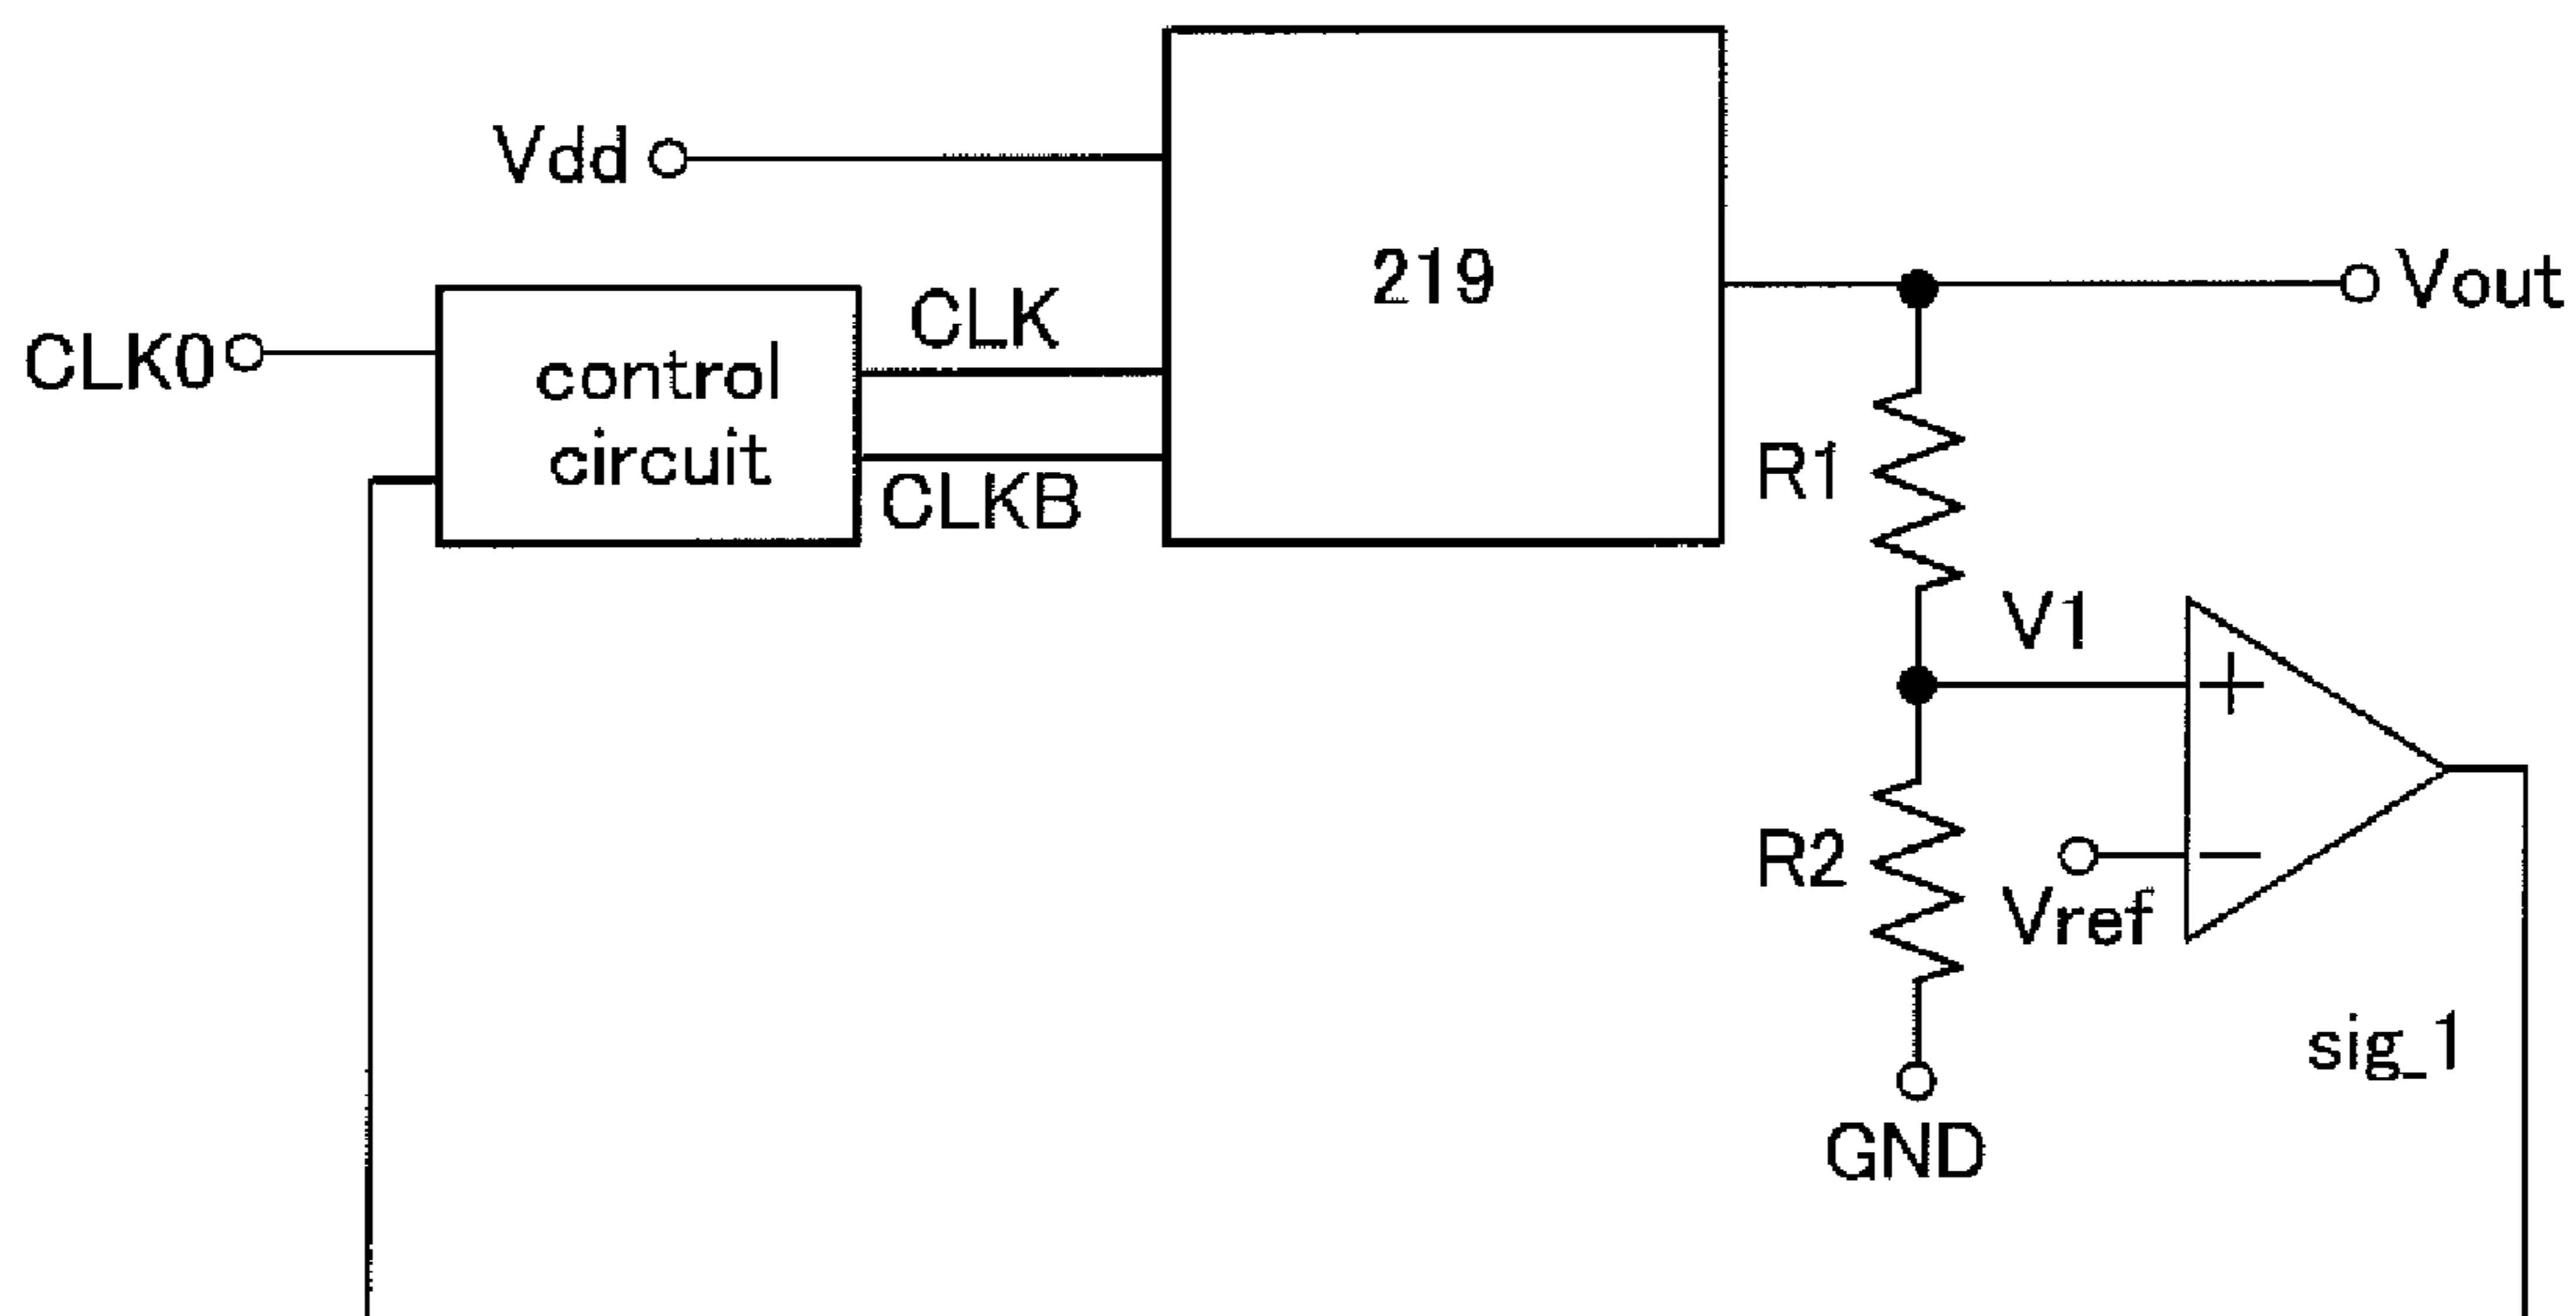 Vdd
219
CLK
Vout
CLK0
control
circuit
CLKB
R1
V1
+
R2
−
Vref
sig_1
GND